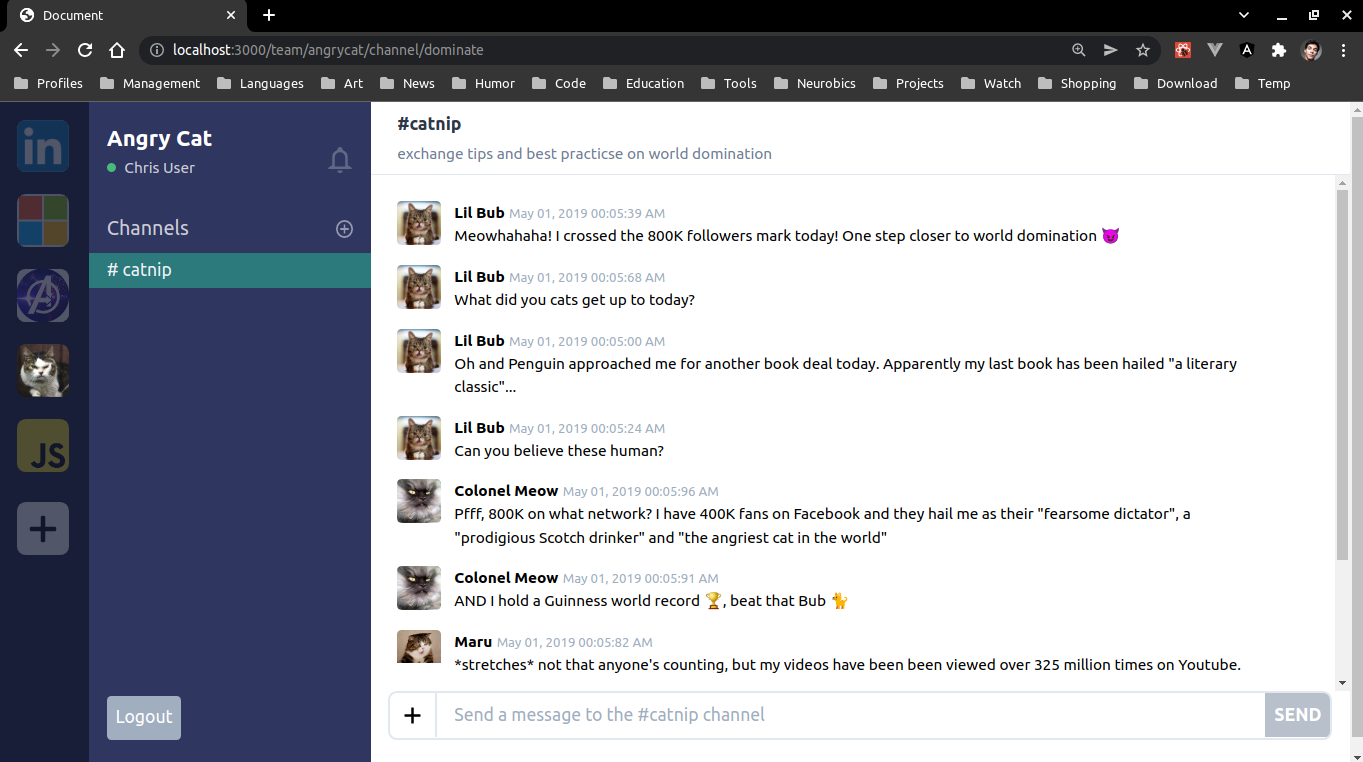 Document
localhost:3000/team/angrycat/channel/dominate
Profiles Management Languages Art News Humor Code Education Tools Neurobics Projects Watch Shopping Download Temp
in
JS
Angry Cat
Chris User
Channels
# catnip
Logout
#catnip
exchange tips and best practicse on world domination
Lil Bub May 01, 2019 00:05:39 AM
Meowhahaha! I crossed the 800K followers mark today! One step closer to world domination 😈
Lil Bub May 01, 2019 00:05:68 AM
What did you cats get up to today?
Lil Bub May 01, 2019 00:05:00 AM
Oh and Penguin approached me for another book deal today. Apparently my last book has been hailed "a literary
classic"...
Lil Bub May 01, 2019 00:05:24 AM
Can you believe these human?
Colonel Meow May 01, 2019 00:05:96 AM
Pfff, 800K on what network? I have 400K fans on Facebook and they hail me as their "fearsome dictator", a
"prodigious Scotch drinker" and "the angriest cat in the world"
Colonel Meow May 01, 2019 00:05:91 AM
AND I hold a Guinness world record 🏆, beat that Bub 🐈
Maru May 01, 2019 00:05:82 AM
*stretches* not that anyone's counting, but my videos have been been viewed over 325 million times on Youtube.
Send a message to the #catnip channel
SEND